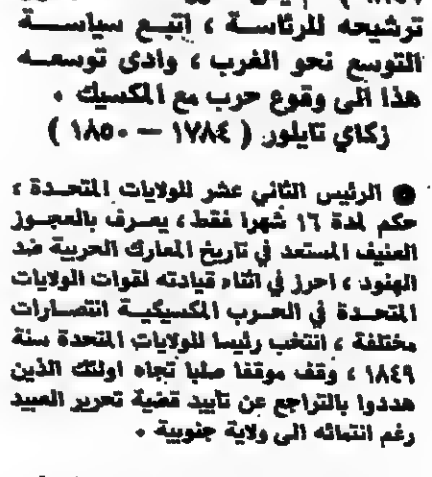 ترشيحه للرئاسة ، إتبع سياسة
التوسع نحو الغرب ، وادى توسعه
هذا الى وقوع حرب مع المكسيك .
زكاي تايلور ( ١٧٨٤ — ١٨٥٠ )
● الرئيس الثاني عشر للولايات المتحدة ،
حكم لمدة ١٦ شهرا فقط ، يعرف بالعجوز
العنيف المستعد في تاريخ المعارك الحربية ضد
الهنود ، احرز في اثناء قيادته لقوات الولايات
المتحدة في الحرب المكسيكية انتصارات
مختلفة ، انتخب رئيسا للولايات المتحدة سنة
١٨٤٩ ، وقف موقفا صلبا تجاه اولئك الذين
هددوا بالتراجع عن تاييد قضية تحرير العبيد
رغم انتمائه الى ولاية جنوبية .